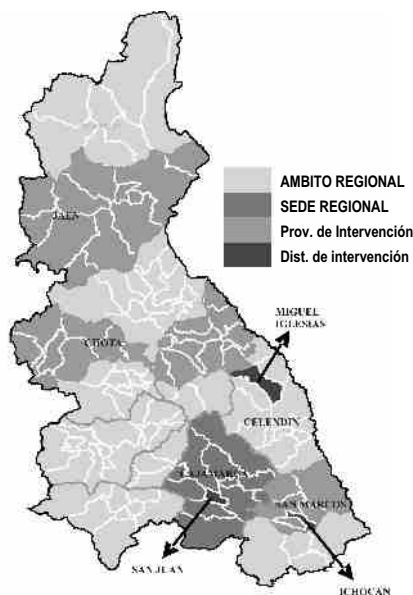 JAÉN
AMBITO REGIONAL
SEDE REGIONAL
Prov. de Intervención
Dist. de intervención
MIGUEL
IGLESIAS
CHOTA
CELENDIN
CAJAMARCA
SAN MARCOS
SAN JUAN
ICHOCAN